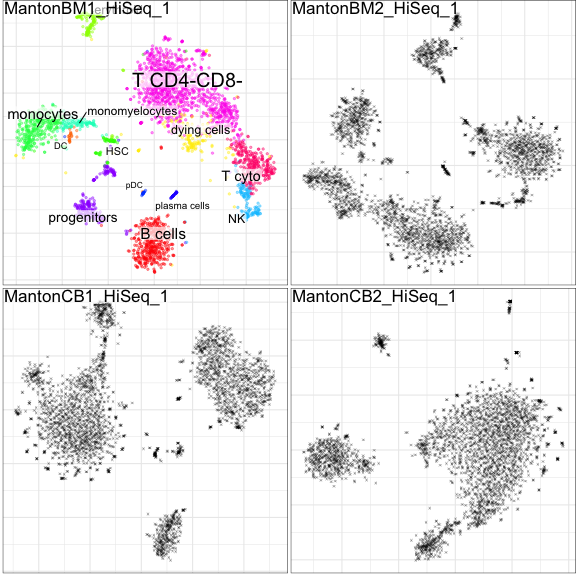 MantonBM1_HiSeq_1
T CD4-CD8-
monocytes
monomyelocytes
dying cells
DC
HSC
T cyto
pDC
plasma cells
progenitors
NK
B cells
MantonBM2_HiSeq_1
MantonCB1_HiSeq_1
MantonCB2_HiSeq_1